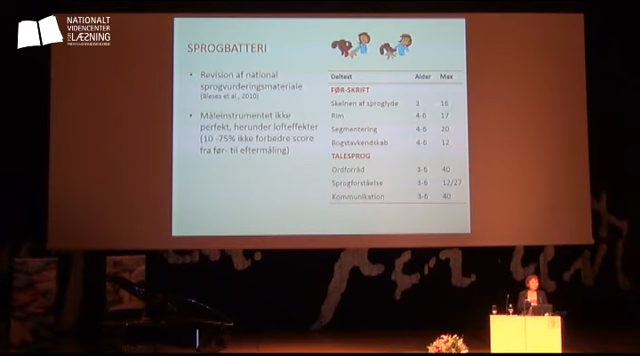 NATIONALT
VIDENCENTER
FOR LÆSNING
SPROGBATTERI
• Revision af national
sprogvurderingsmateriale
(Bleses et al., 2010)
• Måleinstrumentet ikke
perfekt, herunder lofteffekter
(10 -75% ikke forbedre score
fra før- til eftermåling)
Deltest Alder Max
FØR-SKRIFT
Skelnen af sproglyde 3 16
Rim 4-6 17
Segmentering 4-6 20
Bogstavkendskab 4-6 12
TALESPROG
Ordforråd 3-6 40
Sprogforståelse 3-6 12/27
Kommunikation 3-6 40